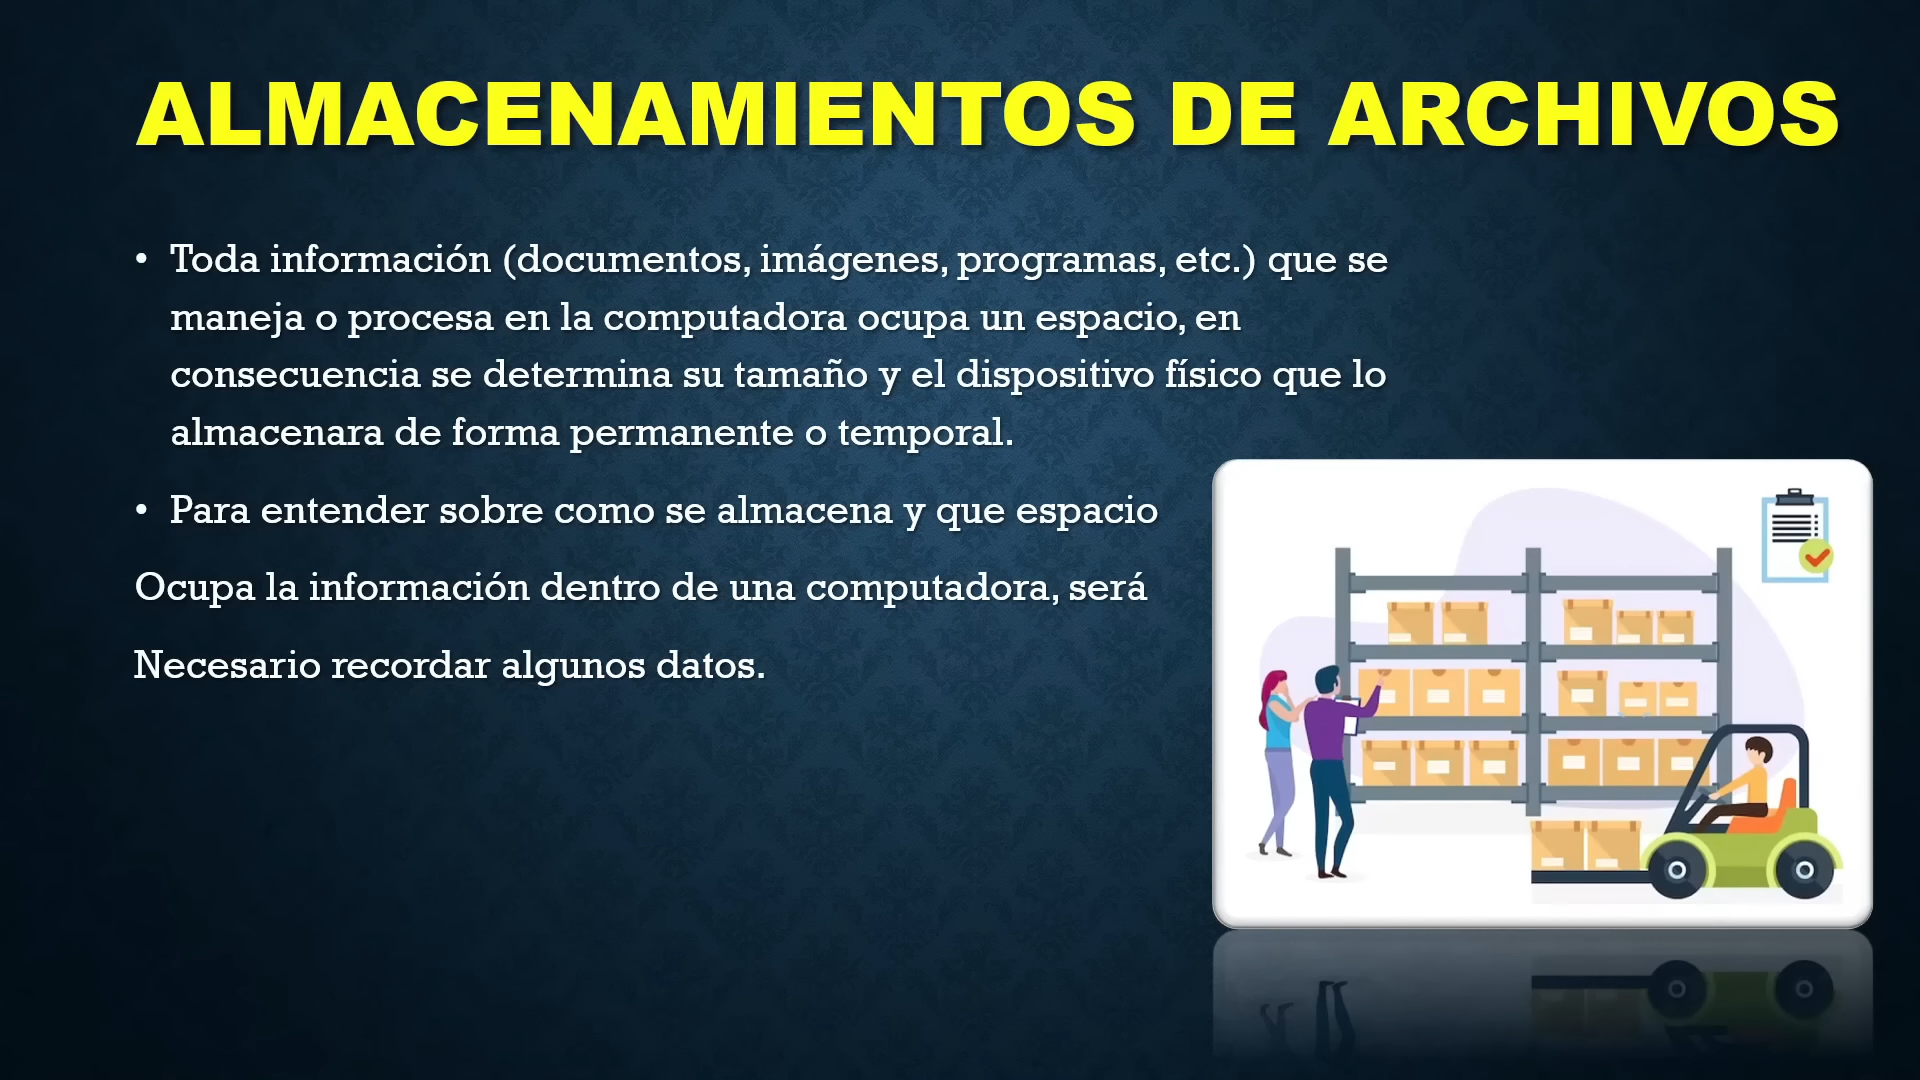 ALMACENAMIENTOS DE ARCHIVOS
• Toda información (documentos, imágenes, programas, etc.) que se
maneja o procesa en la computadora ocupa un espacio, en
consecuencia se determina su tamaño y el dispositivo físico que lo
almacenara de forma permanente o temporal.
• Para entender sobre como se almacena y que espacio
Ocupa la información dentro de una computadora, será
Necesario recordar algunos datos.